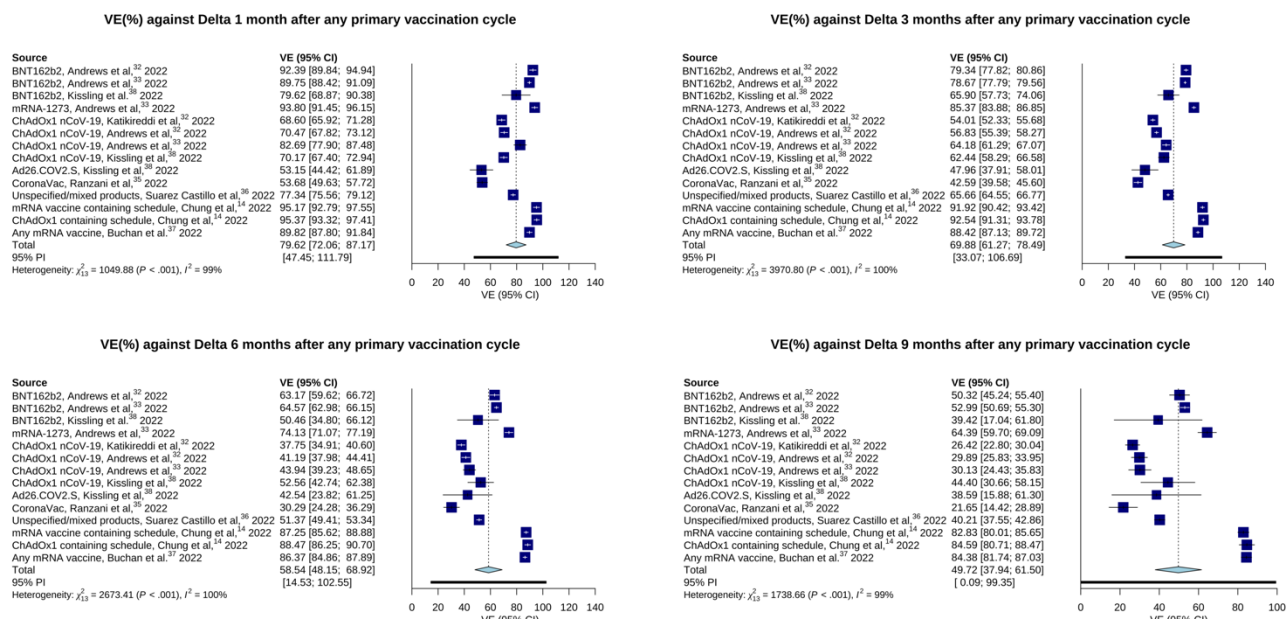 VE(%) against Delta 1 month after any primary vaccination cycle
Source VE (95% CI)
BNT162b2, Andrews et al,32 2022 92.39 [89.84; 94.94]
BNT162b2, Andrews et al,33 2022 89.75 [88.42; 91.09]
BNT162b2, Kissling et al,38 2022 79.62 [68.87; 90.38]
mRNA-1273, Andrews et al,33 2022 93.80 [91.45; 96.15]
ChAdOx1 nCoV-19, Katikireddi et al,32 2022 68.60 [65.92; 71.28]
ChAdOx1 nCoV-19, Andrews et al,32 2022 70.47 [67.82; 73.12]
ChAdOx1 nCoV-19, Andrews et al,33 2022 82.69 [77.90; 87.48]
ChAdOx1 nCoV-19, Kissling et al,38 2022 70.17 [67.40; 72.94]
Ad26.COV2.S, Kissling et al,38 2022 53.15 [44.42; 61.89]
CoronaVac, Ranzani et al,35 2022 53.68 [49.63; 57.72]
Unspecified/mixed products, Suarez Castillo et al,36 2022 77.34 [75.56; 79.12]
mRNA vaccine containing schedule, Chung et al,14 2022 95.17 [92.79; 97.55]
ChAdOx1 containing schedule, Chung et al,14 2022 95.37 [93.32; 97.41]
Any mRNA vaccine, Buchan et al,37 2022 89.82 [87.80; 91.84]
Total 79.62 [72.06; 87.17]
95% PI [47.45; 111.79]
Heterogeneity: χ²13 = 1049.88 (P < .001), I² = 99%
0 20 40 60 80 100 120 140
VE (95% CI)
VE(%) against Delta 3 months after any primary vaccination cycle
Source VE (95% CI)
BNT162b2, Andrews et al,32 2022 79.34 [77.82; 80.86]
BNT162b2, Andrews et al,33 2022 78.67 [77.79; 79.56]
BNT162b2, Kissling et al,38 2022 65.90 [57.73; 74.06]
mRNA-1273, Andrews et al,33 2022 85.37 [83.88; 86.85]
ChAdOx1 nCoV-19, Katikireddi et al,32 2022 54.01 [52.33; 55.68]
ChAdOx1 nCoV-19, Andrews et al,32 2022 56.83 [55.39; 58.27]
ChAdOx1 nCoV-19, Andrews et al,33 2022 64.18 [61.29; 67.07]
ChAdOx1 nCoV-19, Kissling et al,38 2022 62.44 [58.29; 66.58]
Ad26.COV2.S, Kissling et al,38 2022 47.96 [37.91; 58.01]
CoronaVac, Ranzani et al,35 2022 42.59 [39.58; 45.60]
Unspecified/mixed products, Suarez Castillo et al,36 2022 65.66 [64.55; 66.77]
mRNA vaccine containing schedule, Chung et al,14 2022 91.92 [90.42; 93.42]
ChAdOx1 containing schedule, Chung et al,14 2022 92.54 [91.31; 93.78]
Any mRNA vaccine, Buchan et al,37 2022 88.42 [87.13; 89.72]
Total 69.88 [61.27; 78.49]
95% PI [33.07; 106.69]
Heterogeneity: χ²13 = 3970.80 (P < .001), I² = 100%
0 20 40 60 80 100 120 140
VE (95% CI)
VE(%) against Delta 6 months after any primary vaccination cycle
Source VE (95% CI)
BNT162b2, Andrews et al,32 2022 63.17 [59.62; 66.72]
BNT162b2, Andrews et al,33 2022 64.57 [62.98; 66.15]
BNT162b2, Kissling et al,38 2022 50.46 [34.80; 66.12]
mRNA-1273, Andrews et al,33 2022 74.13 [71.07; 77.19]
ChAdOx1 nCoV-19, Katikireddi et al,32 2022 37.75 [34.91; 40.60]
ChAdOx1 nCoV-19, Andrews et al,32 2022 41.19 [37.98; 44.41]
ChAdOx1 nCoV-19, Andrews et al,33 2022 43.94 [39.23; 48.65]
ChAdOx1 nCoV-19, Kissling et al,38 2022 52.56 [42.74; 62.38]
Ad26.COV2.S, Kissling et al,38 2022 42.54 [23.82; 61.25]
CoronaVac, Ranzani et al,35 2022 30.29 [24.28; 36.29]
Unspecified/mixed products, Suarez Castillo et al,36 2022 51.37 [49.41; 53.34]
mRNA vaccine containing schedule, Chung et al,14 2022 87.25 [85.62; 88.88]
ChAdOx1 containing schedule, Chung et al,14 2022 88.47 [86.25; 90.70]
Any mRNA vaccine, Buchan et al,37 2022 86.37 [84.86; 87.89]
Total 58.54 [48.15; 68.92]
95% PI [14.53; 102.55]
Heterogeneity: χ²13 = 2673.41 (P < .001), I² = 100%
0 20 40 60 80 100 120 140
VE (95% CI)
VE(%) against Delta 9 months after any primary vaccination cycle
Source VE (95% CI)
BNT162b2, Andrews et al,32 2022 50.32 [45.24; 55.40]
BNT162b2, Andrews et al,33 2022 52.99 [50.69; 55.30]
BNT162b2, Kissling et al,38 2022 39.42 [17.04; 61.80]
mRNA-1273, Andrews et al,33 2022 64.39 [59.70; 69.09]
ChAdOx1 nCoV-19, Katikireddi et al,32 2022 26.42 [22.80; 30.04]
ChAdOx1 nCoV-19, Andrews et al,32 2022 29.89 [25.83; 33.95]
ChAdOx1 nCoV-19, Andrews et al,33 2022 30.13 [24.43; 35.83]
ChAdOx1 nCoV-19, Kissling et al,38 2022 44.40 [30.66; 58.15]
Ad26.COV2.S, Kissling et al,38 2022 38.59 [15.88; 61.30]
CoronaVac, Ranzani et al,35 2022 21.65 [14.42; 28.89]
Unspecified/mixed products, Suarez Castillo et al,36 2022 40.21 [37.55; 42.86]
mRNA vaccine containing schedule, Chung et al,14 2022 82.83 [80.01; 85.65]
ChAdOx1 containing schedule, Chung et al,14 2022 84.59 [80.71; 88.47]
Any mRNA vaccine, Buchan et al,37 2022 84.38 [81.74; 87.03]
Total 49.72 [37.94; 61.50]
95% PI [ 0.09; 99.35]
Heterogeneity: χ²13 = 1738.66 (P < .001), I² = 99%
0 20 40 60 80 100
VE (95% CI)